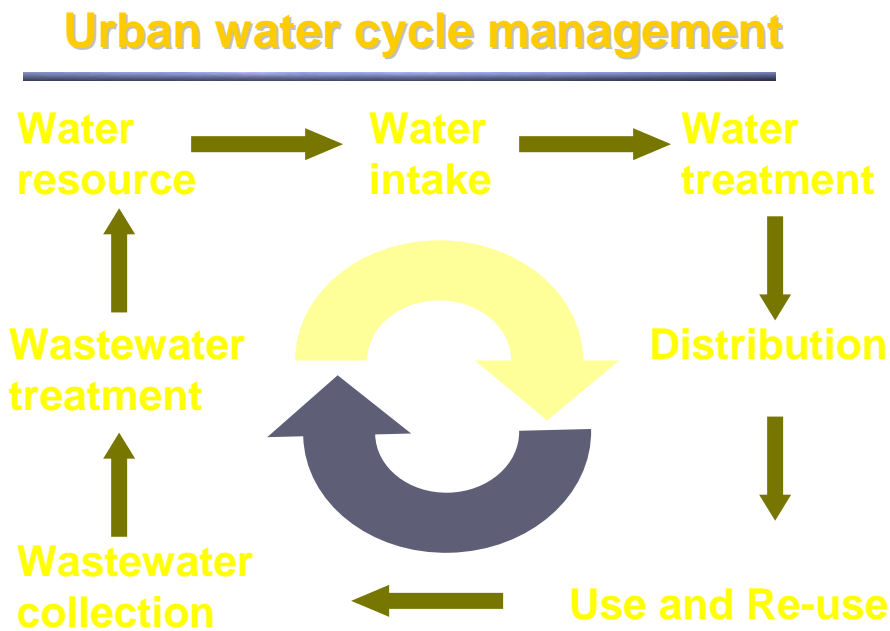 Urban water cycle management
Water
resource
Water
intake
Water
treatment
Wastewater
treatment
Distribution
Wastewater
collection
Use and Re-use